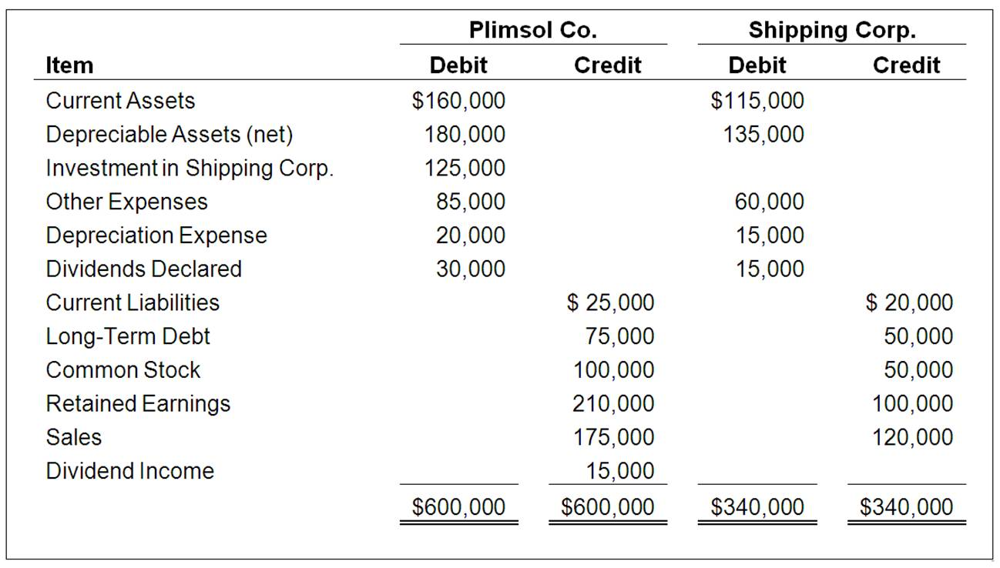 Plimsol Co. Shipping Corp.
Item Debit Credit Debit Credit
Current Assets $160,000 $115,000
Depreciable Assets (net) 180,000 135,000
Investment in Shipping Corp. 125,000
Other Expenses 85,000 60,000
Depreciation Expense 20,000 15,000
Dividends Declared 30,000 15,000
Current Liabilities $ 25,000 $ 20,000
Long-Term Debt 75,000 50,000
Common Stock 100,000 50,000
Retained Earnings 210,000 100,000
Sales 175,000 120,000
Dividend Income 15,000
$600,000 $600,000 $340,000 $340,000